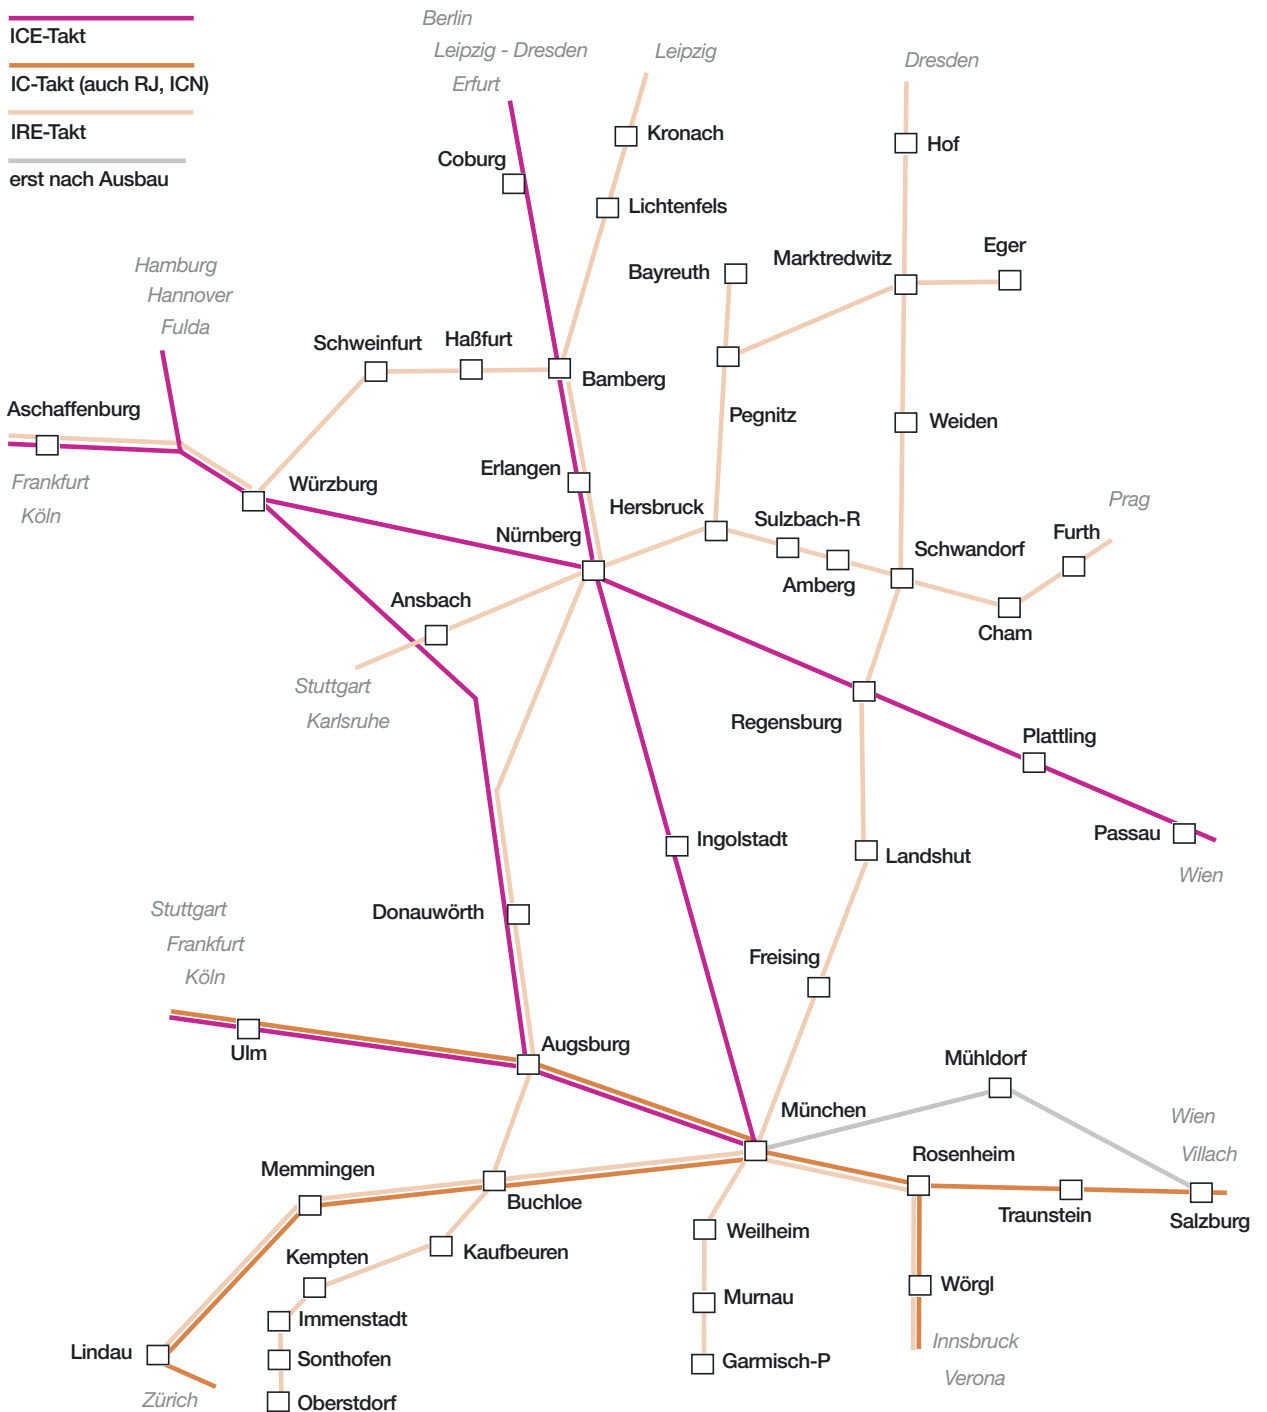 Berlin
ICE-Takt
Leipzig - Dresden
Leipzig
Dresden
IC-Takt (auch RJ, ICN)
Erfurt
IRE-Takt
Kronach
Hof
Coburg
erst nach Ausbau
Lichtenfels
Eger
Marktredwitz
Hamburg
Bayreuth
Hannover
Fulda
Schweinfurt
Haßfurt
Bamberg
Aschaffenburg
Pegnitz
Weiden
Erlangen
Frankfurt
Würzburg
Prag
Hersbruck
Köln
Sulzbach-R
Nürnberg
Furth
Schwandorf
Amberg
Ansbach
Cham
Stuttgart
Karlsruhe
Regensburg
Plattling
Passau
Ingolstadt
Landshut
Wien
Stuttgart
Donauwörth
Frankfurt
Freising
Köln
Augsburg
Ulm
Mühldorf
München
Wien
Rosenheim
Villach
Memmingen
Buchloe
Traunstein
Salzburg
Weilheim
Kaufbeuren
Kempten
Wörgl
Murnau
Immenstadt
Innsbruck
Lindau
Sonthofen
Garmisch-P
Verona
Zürich
Oberstdorf